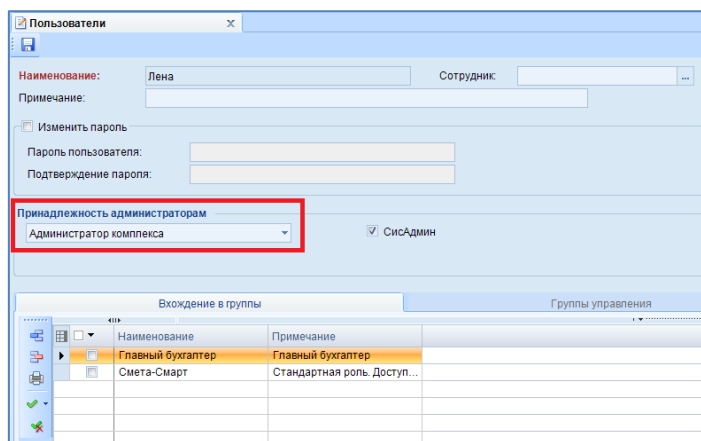 Пользователи x
Наименование: Лена Сотрудник: ...
Примечание:
Изменить пароль
Пароль пользователя:
Подтверждение пароля:
Принадлежность администраторам
Администратор комплекса СисАдмин
Вхождение в группы Группы управления
Наименование Примечание
Главный бухгалтер Главный бухгалтер
Смета-Смарт Стандартная роль. Доступ...